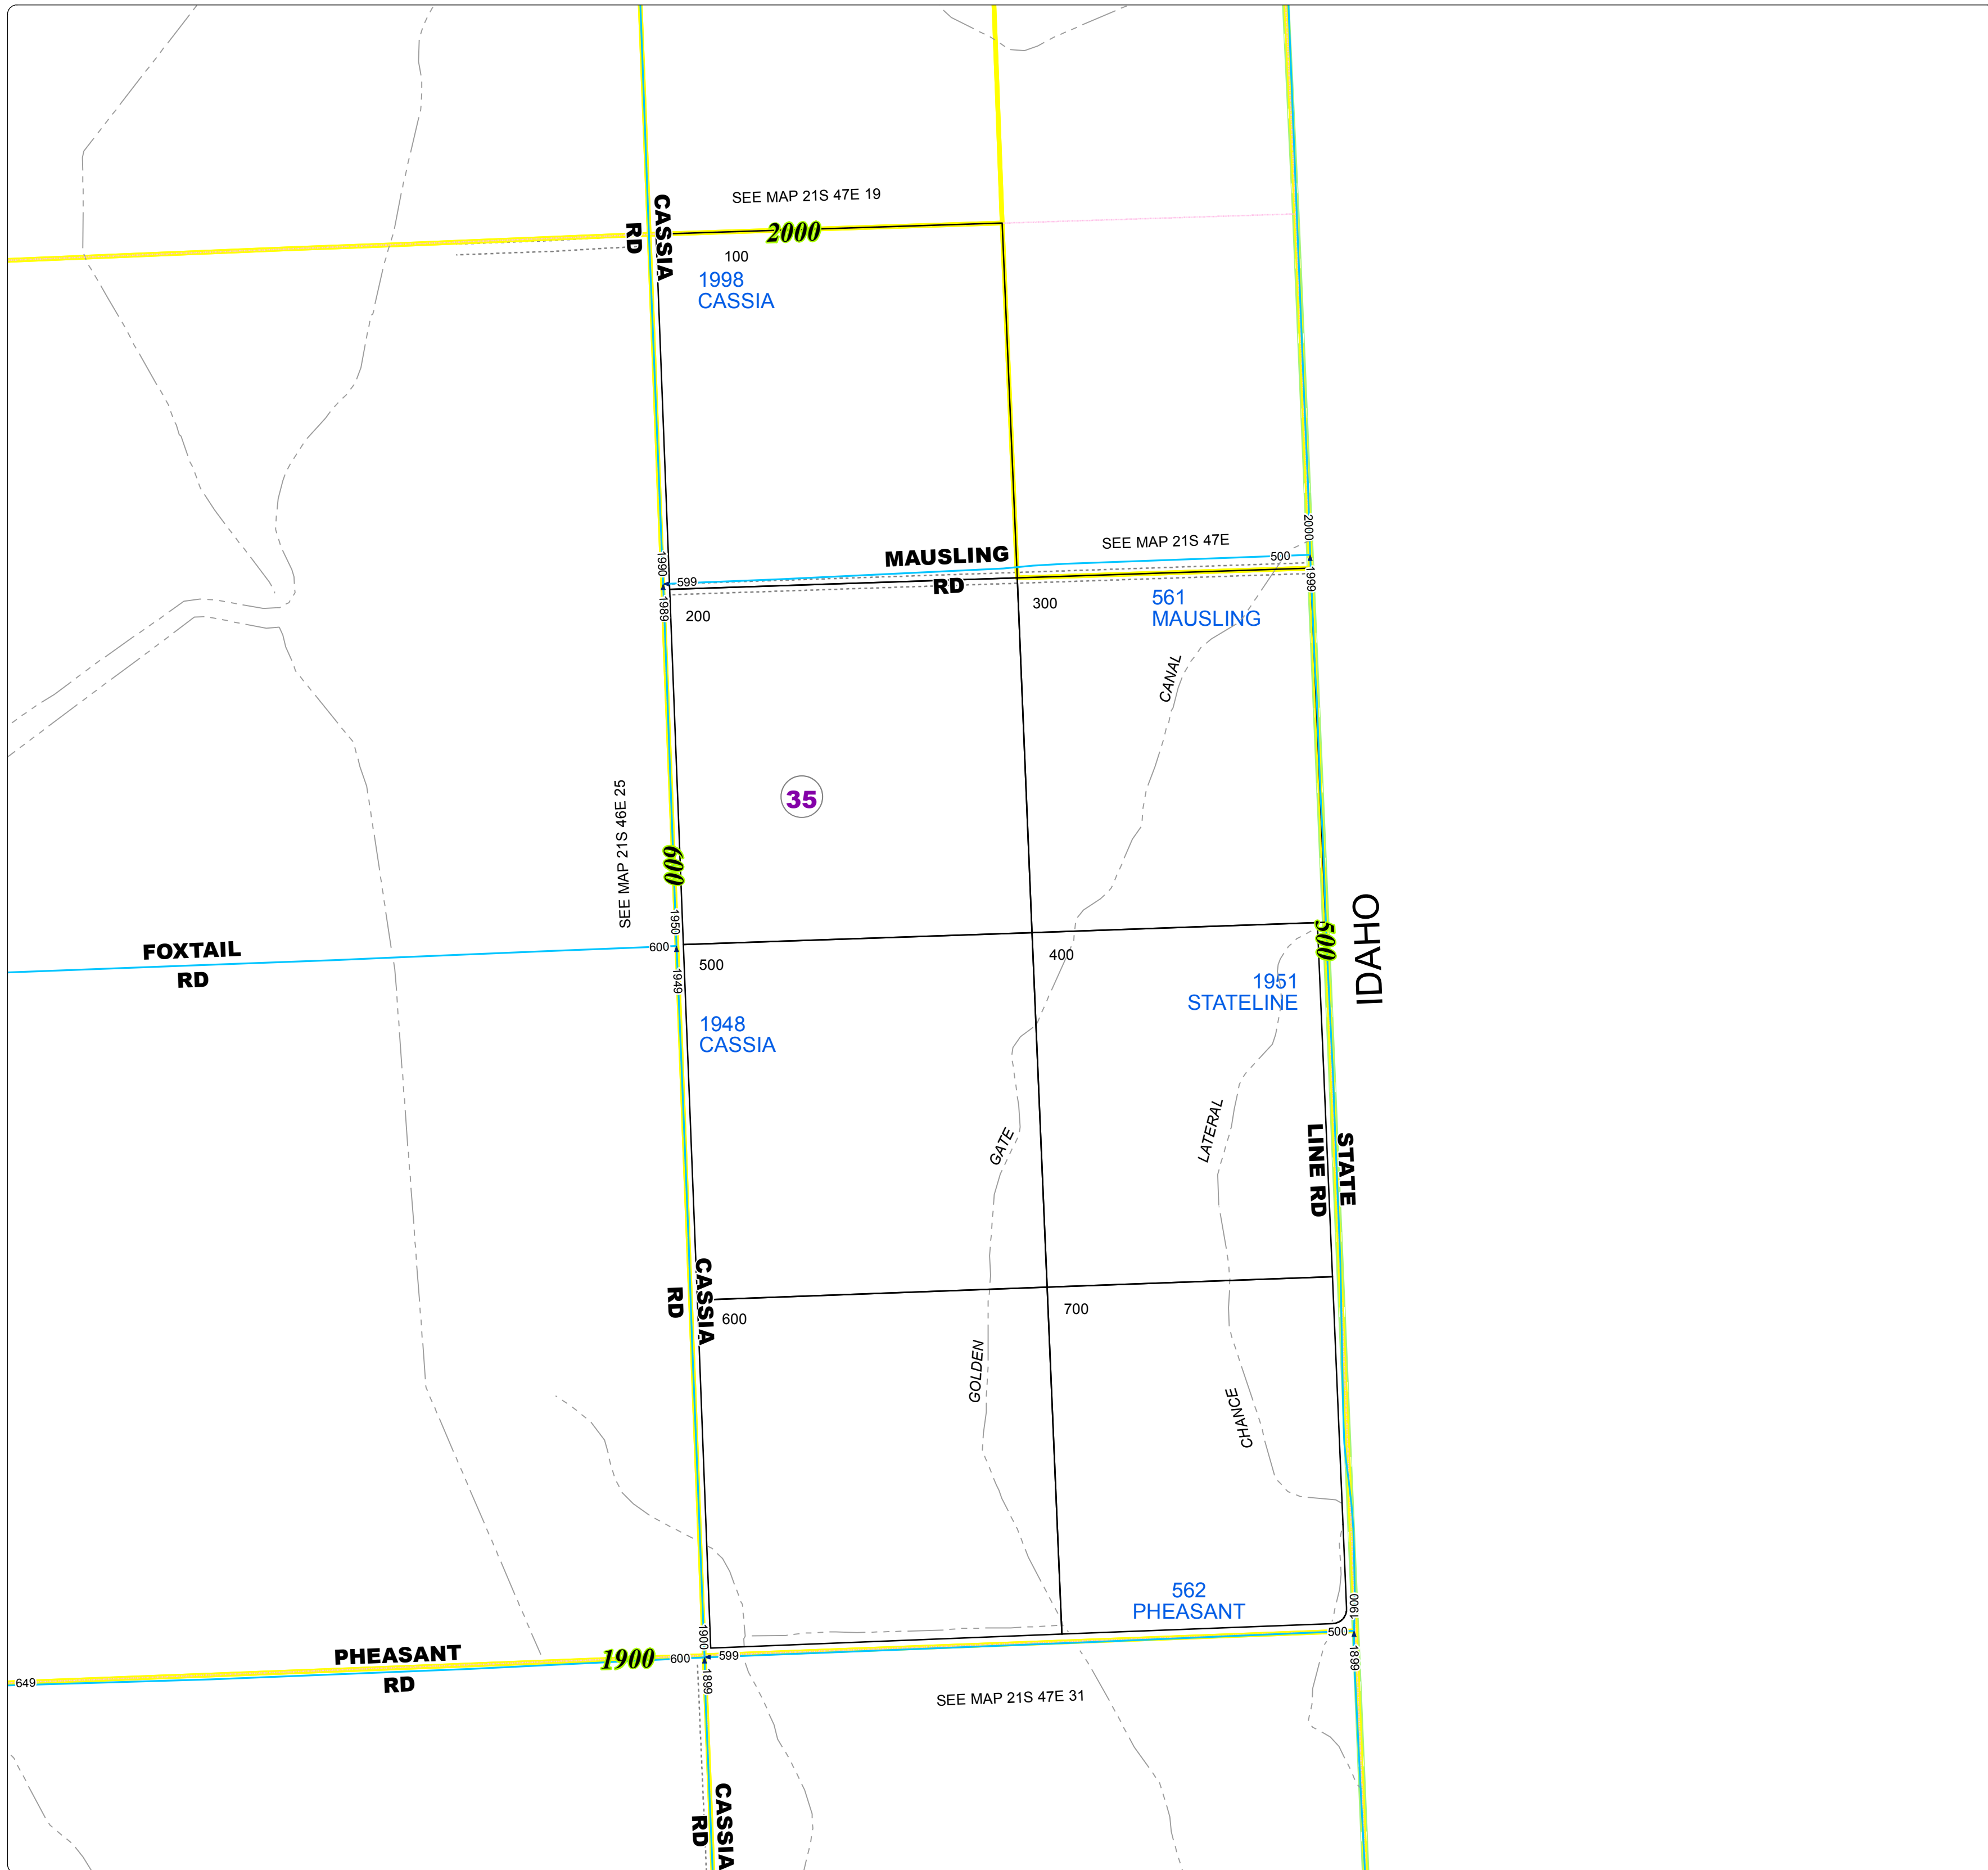 SEE MAP 21S 47E 19
CASSIA
RD
2000
100
1998
CASSIA
2000
SEE MAP 21S 47E
MAUSLING
RD
500
1990
599
1999
1989
200
300
561
MAUSLING
CANAL
35
SEE MAP 21S 46E 25
600
IDAHO
500
1950
FOXTAIL
RD
600
1949
500
400
1951
STATELINE
1948
CASSIA
GATE
LATERAL
STATE
LINE RD
CASSIA
RD
600
700
GOLDEN
CHANCE
562
PHEASANT
1900
1900
500
1899
PHEASANT
RD
1900
600
599
1899
649
SEE MAP 21S 47E 31
CASSIA
RD